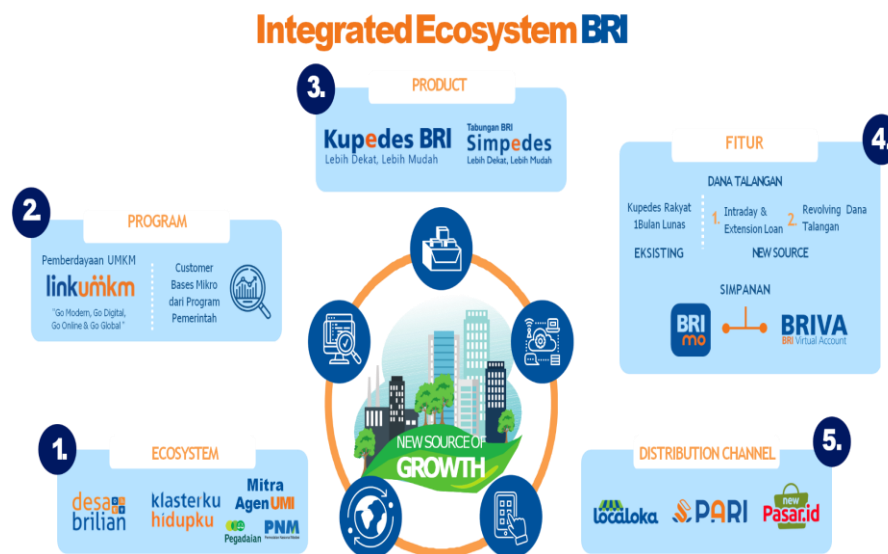 Integrated Ecosystem BRI
1.
ECOSYSTEM
desa
brilian
klasterku
hidupku
Mitra
AgenUMI
Pegadaian
PNM
2.
PROGRAM
Pemberdayaan UMKM
linkumkm
"Go Modern, Go Digital,
Go Online & Go Global "
Customer
Bases Mikro
dari Program
Pemerintah
3.
PRODUCT
Kupedes BRI
Lebih Dekat, Lebih Mudah
Tabungan BRI
Simpedes
Lebih Dekat, Lebih Mudah
4.
FITUR
DANA TALANGAN
Kupedes Rakyat
1Bulan Lunas
EKSISTING
1. Intraday &
Extension Loan
2. Revolving Dana
Talangan
NEW SOURCE
SIMPANAN
BRI
mo
BRIVA
BRI Virtual Account
5.
DISTRIBUTION CHANNEL
localoka
PARI
new
Pasar.id
NEW SOURCE OF
GROWTH